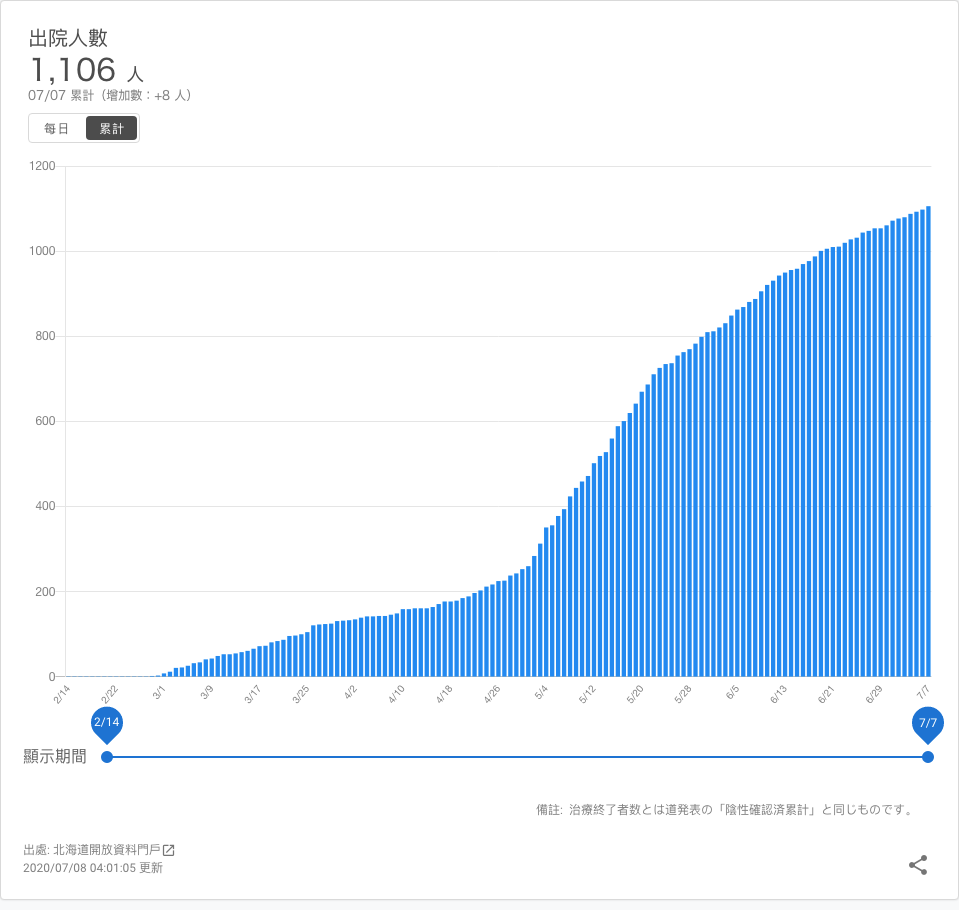 出院人數
1,106 人
07/07 累計（增加數：+8 人）
每日 累計
1200
1000
800
600
400
200
0
2/14 2/22 3/1 3/9 3/17 3/25 4/2 4/10 4/18 4/26 5/4 5/12 5/20 5/28 6/5 6/13 6/21 6/29 7/7
2/14 7/7
顯示期間
備註: 治療終了者数とは道発表の「陰性確認済累計」と同じものです。
出處: 北海道開放資料門戶
2020/07/08 04:01:05 更新